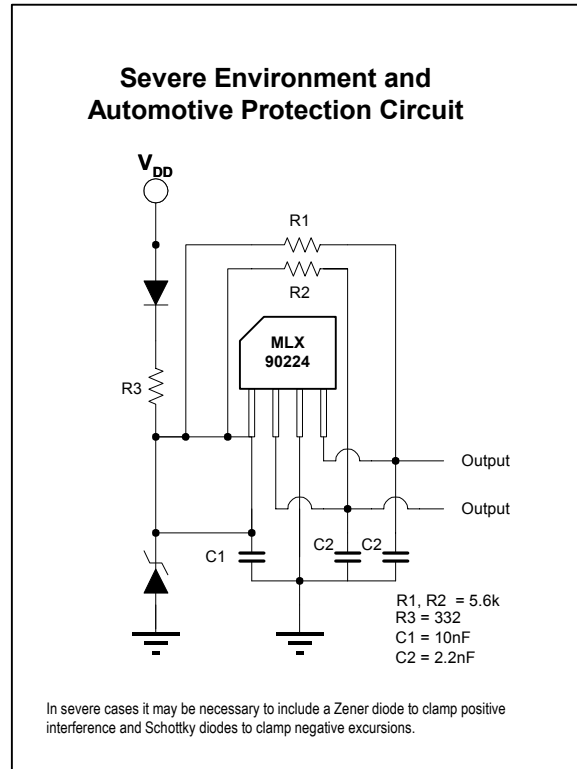 Severe Environment and
Automotive Protection Circuit
VDD
R1
R2
MLX
90224
R3
Output
Output
C1
C2
C2
R1, R2 = 5.6k
R3 = 332
C1 = 10nF
C2 = 2.2nF
In severe cases it may be necessary to include a Zener diode to clamp positive
interference and Schottky diodes to clamp negative excursions.